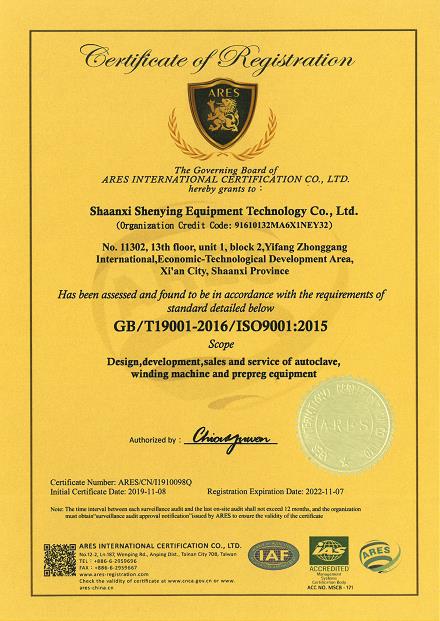 Certificate of Registration
ARES
The Governing Board of
ARES INTERNATIONAL CERTIFICATION CO., LTD.
hereby grants to :
Shaanxi Shenying Equipment Technology Co., Ltd.
(Organization Credit Code: 91610132MA6X1NEY32)
No. 11302, 13th floor, unit 1, block 2,Yifang Zhonggang
International,Economic-Technological Development Area,
Xi'an City, Shaanxi Province
Has been assessed and found to be in accordance with the requirements of
standard detailed below
GB/T19001-2016/ISO9001:2015
Scope
Design,development,sales and service of autoclave,
winding machine and prepreg equipment
ARES
Authorized by :
Certificate Number: ARES/CN/I1910098Q
Initial Certificate Date: 2019-11-08 Registration Expiration Date: 2022-11-07
Note: The time interval between each surveillance audit and the last on-site audit shall not exceed 12 months, and the organization
must obtain"surveillance audit approval notification"issued by ARES to ensure the validity of the certificate
ARES INTERNATIONAL CERTIFICATION CO., LTD.
No.12-2, Ln.187, Wenping Rd., Anping Dist., Tainan City 708, Taiwan
TEL : +886-6-2959696
FAX : +886-6-2959667
www.ares-registration.com
Check the validity of certificate at www.cnca.gov.cn or www.
ares-china.cn
IAF
IAS
ACCREDITED
Management
Systems
Certification Body
ACC NO. MSCB - 171
ARES